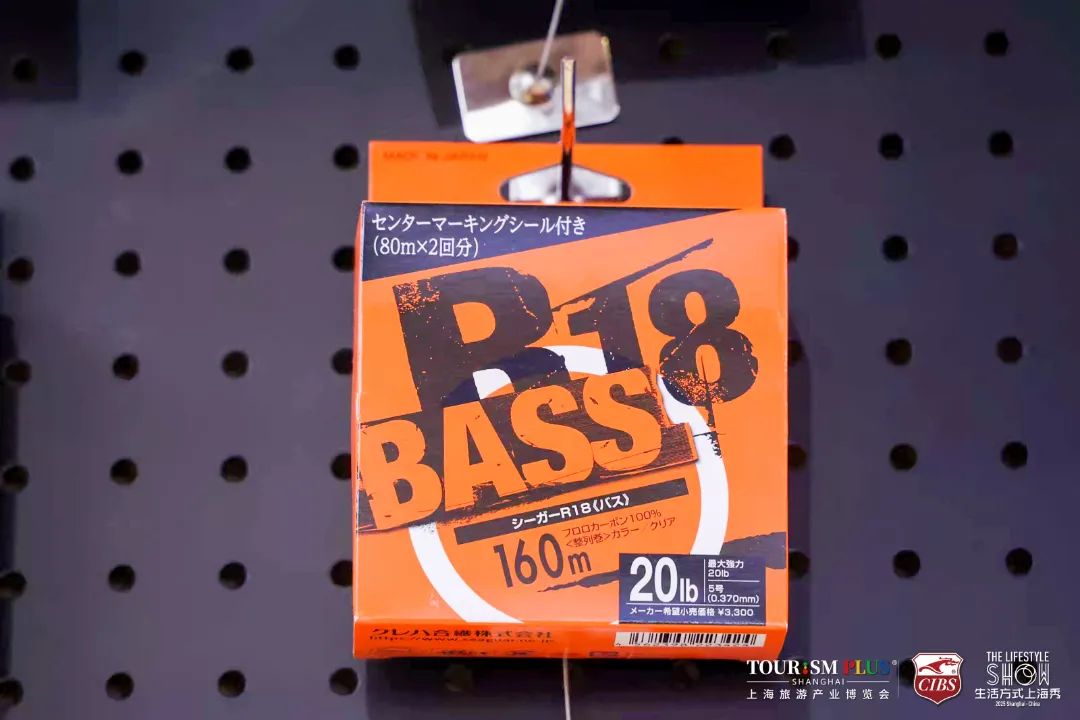 MADE IN JAPAN
センターマーキングシール付き
(80m×2回分)
R18
BASS
シーガーR18《バス》
160m
フロロカーボン100%
<整列巻>カラー／クリア
20lb
最大強力
20lb
5号
(0.370mm)
メーカー希望小売価格 ¥3,300
クレハ合繊株式会社
TOURISM PLUS
SHANGHAI
上海旅游产业博览会
CIBS
THE LIFESTYLE
SHOW
生活方式上海秀
2025 Shanghai · China